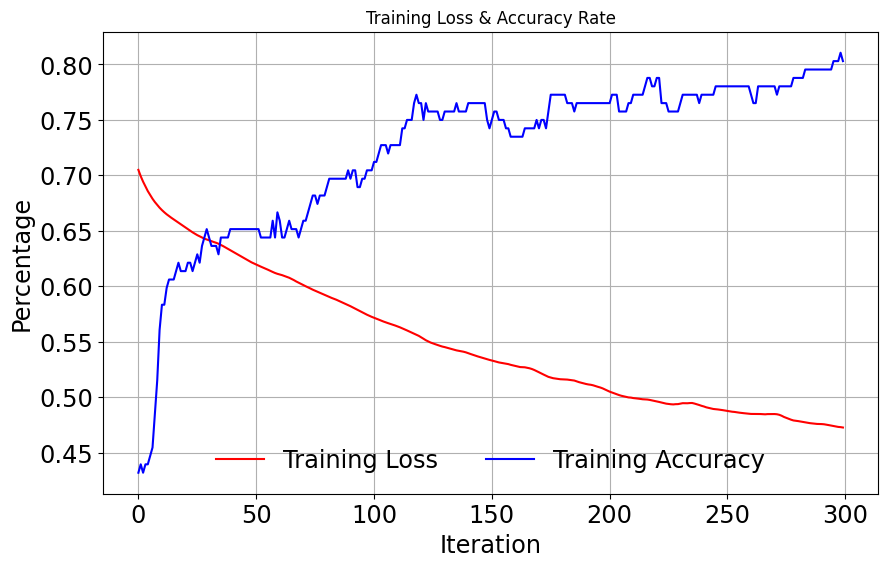 Training Loss & Accuracy Rate
0.80
0.75
0.70
0.65
0.60
0.55
0.50
0.45
Percentage
Training Loss Training Accuracy
0 50 100 150 200 250 300
Iteration